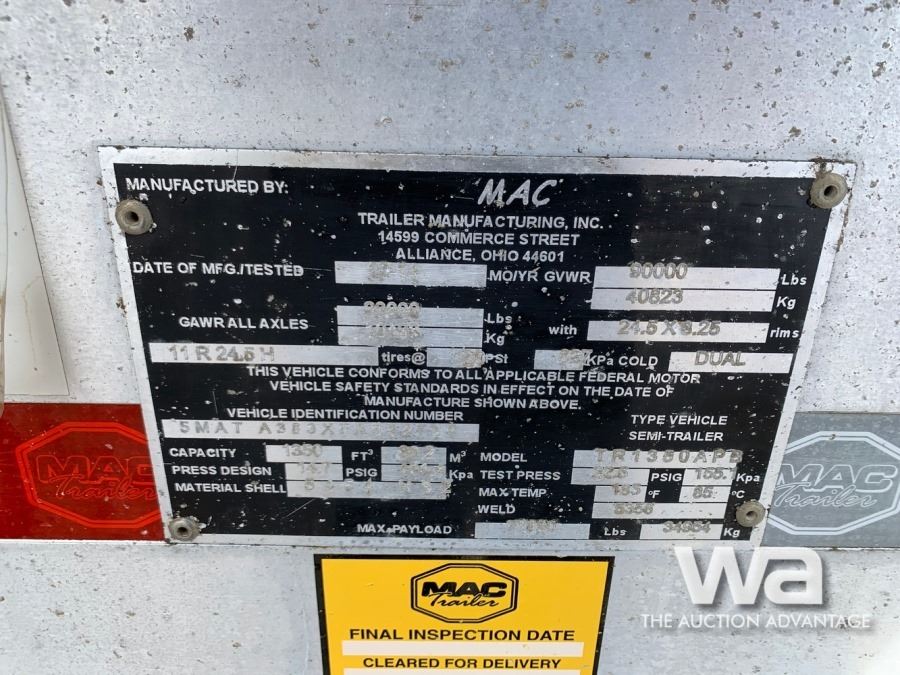 MANUFACTURED BY: MAC
TRAILER MANUFACTURING, INC.
14599 COMMERCE STREET
ALLIANCE, OHIO 44601
DATE OF MFG./TESTED MO/YR GVWR 90000 Lbs
40823 Kg
GAWR ALL AXLES Lbs
Kg with 24.5 X 8.25 rims
11 R 24.5 H tires@ PSI KPa COLD DUAL
THIS VEHICLE CONFORMS TO ALL APPLICABLE FEDERAL MOTOR
VEHICLE SAFETY STANDARDS IN EFFECT ON THE DATE OF
MANUFACTURE SHOWN ABOVE.
VEHICLE IDENTIFICATION NUMBER
TYPE VEHICLE
SEMI-TRAILER
5MAT
CAPACITY 1350 FT³ M³ MODEL
PRESS DESIGN PSIG Kpa TEST PRESS PSIG Kpa
MATERIAL SHELL MAX TEMP 185 °F 85 °C
WELD 5356
MAX. PAYLOAD Lbs Kg
MAC
Trailer
MAC
Trailer
MAC
Trailer
FINAL INSPECTION DATE
CLEARED FOR DELIVERY
wa
THE AUCTION ADVANTAGE